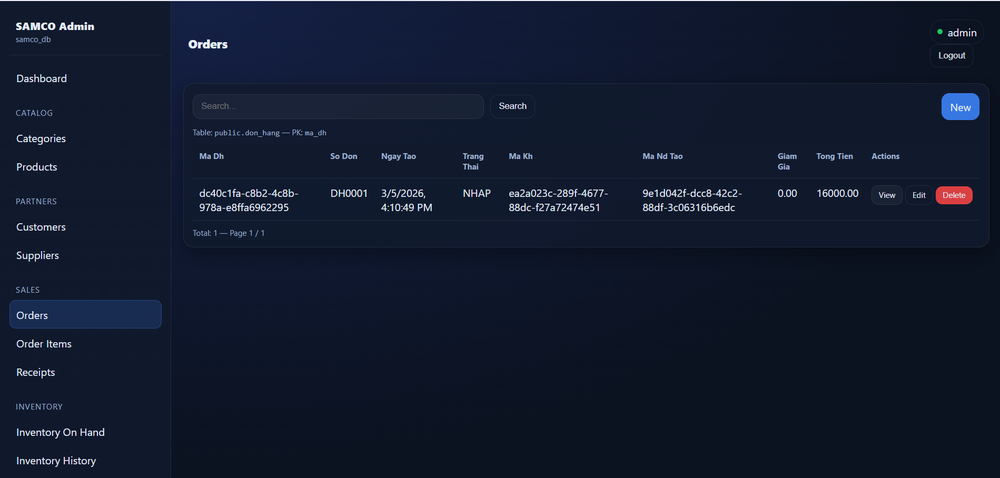 SAMCO Admin
samco_db
Dashboard
CATALOG
Categories
Products
PARTNERS
Customers
Suppliers
SALES
Orders
Order Items
Receipts
INVENTORY
Inventory On Hand
Inventory History
Orders
admin
Logout
Search...
Search
New
Table: public.don_hang — PK: ma_dh
Ma Dh
So Don
Ngay Tao
Trang
Thai
Ma Kh
Ma Nd Tao
Giam
Gia
Tong Tien
Actions
dc40c1fa-c8b2-4c8b-
978a-e8ffa6962295
DH0001
3/5/2026,
4:10:49 PM
NHAP
ea2a023c-289f-4677-
88dc-f27a72474e51
9e1d042f-dcc8-42c2-
88df-3c06316b6edc
0.00
16000.00
View
Edit
Delete
Total: 1 — Page 1 / 1